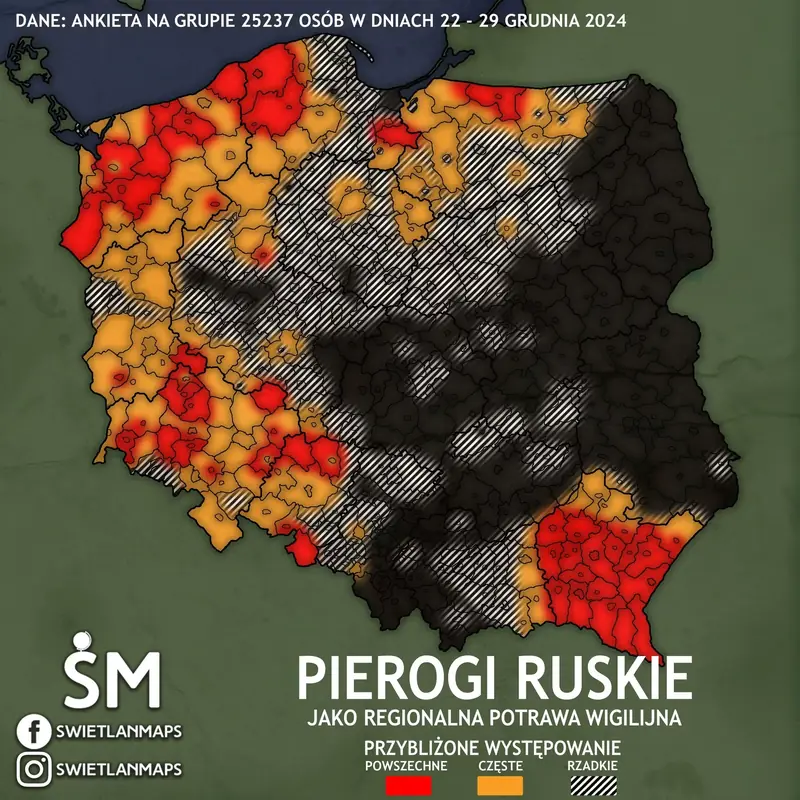 DANE: ANKIETA NA GRUPIE 25237 OSÓB W DNIACH 22 - 29 GRUDNIA 2024
ŚM
SWIETLANMAPS
SWIETLANMAPS
PIEROGI RUSKIE
JAKO REGIONALNA POTRAWA WIGILIJNA
PRZYBLIŻONE WYSTĘPOWANIE
POWSZECHNE CZĘSTE RZADKIE